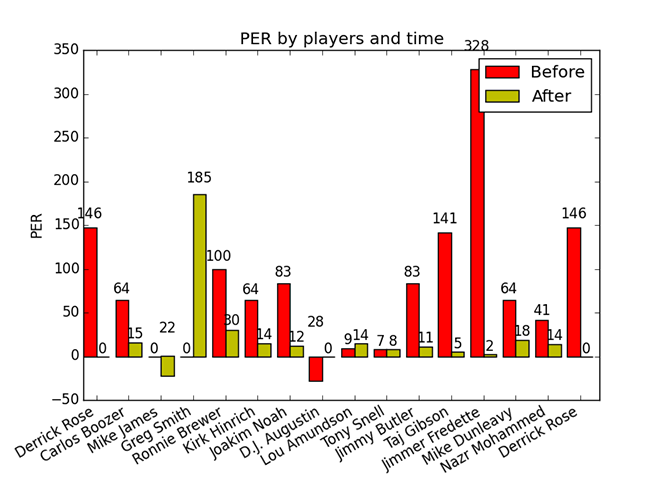 PER by players and time
PER
350
300
250
200
150
100
50
0
−50
Before
After
146
0
64
15
0
22
0
185
100
30
64
14
83
12
28
0
9
14
7
8
83
11
141
5
328
2
64
18
41
14
146
0
Derrick Rose
Carlos Boozer
Mike James
Greg Smith
Ronnie Brewer
Kirk Hinrich
Joakim Noah
D.J. Augustin
Lou Amundson
Tony Snell
Jimmy Butler
Taj Gibson
Jimmer Fredette
Mike Dunleavy
Nazr Mohammed
Derrick Rose